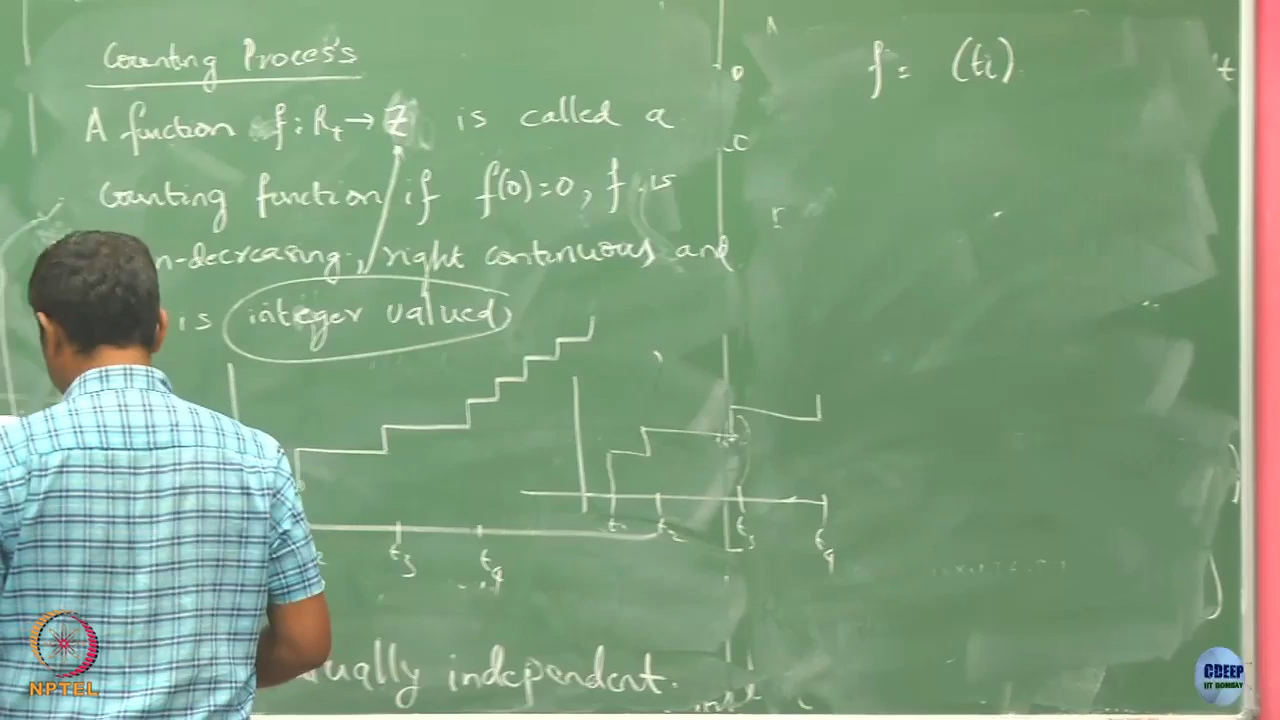 Counting Process's
A function f: R+ → Z is called a
Counting function if f(0)=0, f is
n-decreasing, right continuous and
is integer valued
f = (ti)
t
t1 t2 t3 t4
t3 t4
ually independent.
NPTEL
CDEEP
IIT BOMBAY